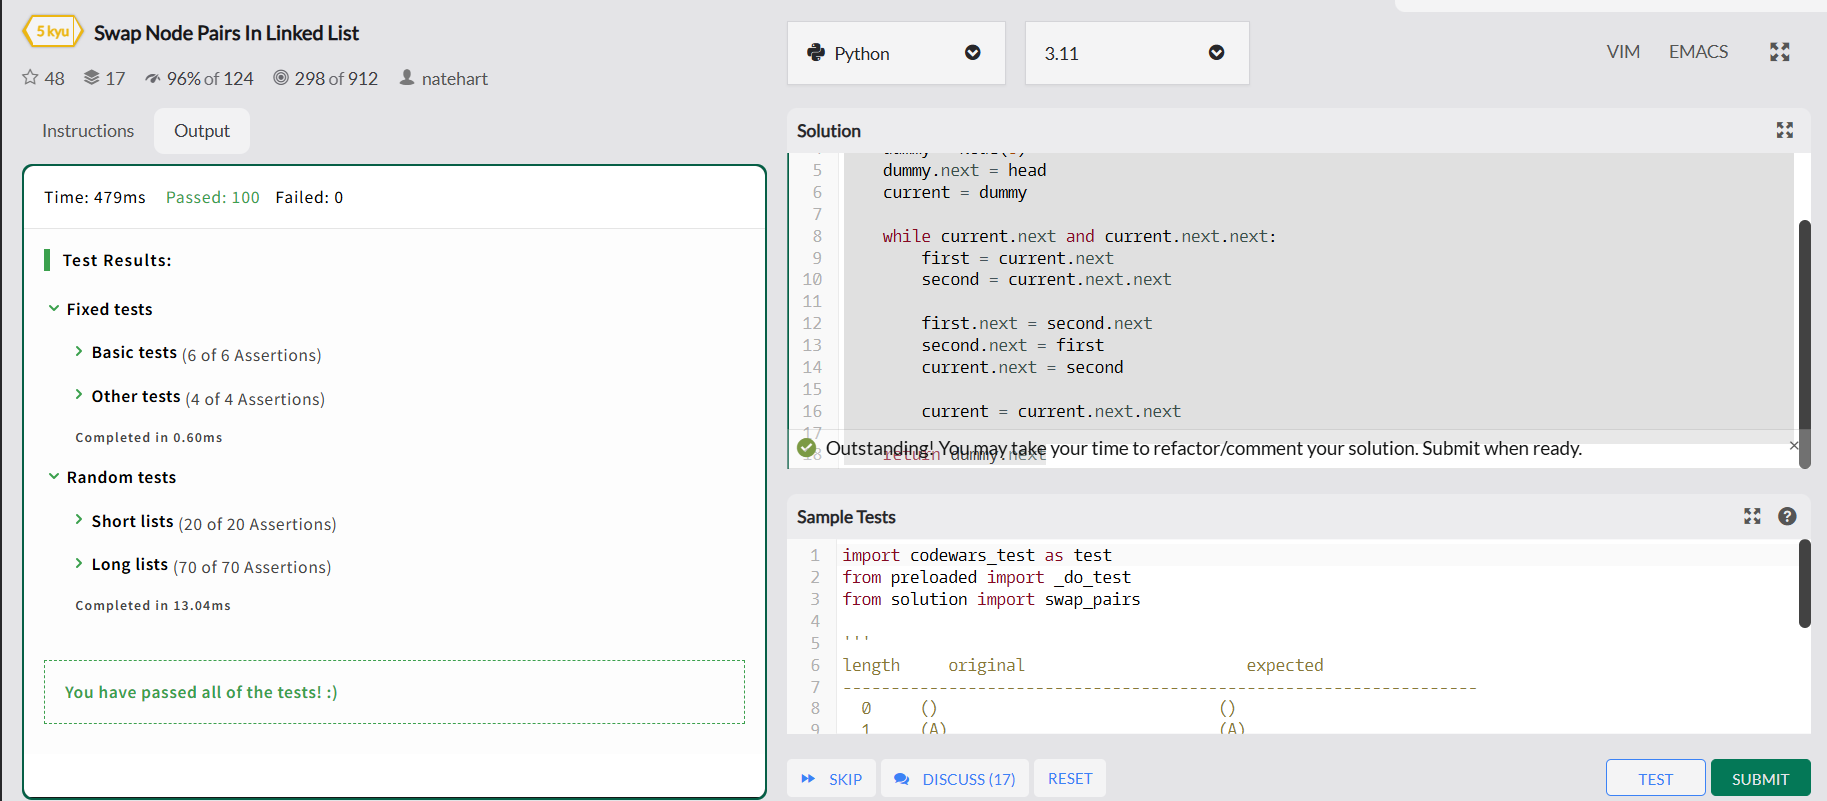 5 kyu Swap Node Pairs In Linked List
48 17 96% of 124 298 of 912 natehart
Instructions Output
Time: 479ms Passed: 100 Failed: 0
Test Results:
Fixed tests
Basic tests (6 of 6 Assertions)
Other tests (4 of 4 Assertions)
Completed in 0.60ms
Random tests
Short lists (20 of 20 Assertions)
Long lists (70 of 70 Assertions)
Completed in 13.04ms
You have passed all of the tests! :)
Python 3.11 VIM EMACS
Solution
5 dummy.next = head
6 current = dummy
7
8 while current.next and current.next.next:
9 first = current.next
10 second = current.next.next
11
12 first.next = second.next
13 second.next = first
14 current.next = second
15
16 current = current.next.next
17
Outstanding! You may take your time to refactor/comment your solution. Submit when ready. ×
18 return dummy.next
Sample Tests ?
1 import codewars_test as test
2 from preloaded import _do_test
3 from solution import swap_pairs
4
5 '''
6 length original expected
7 ------------------------------------------------------------------
8 0 () ()
9 1 (A) (A)
SKIP DISCUSS (17) RESET TEST SUBMIT